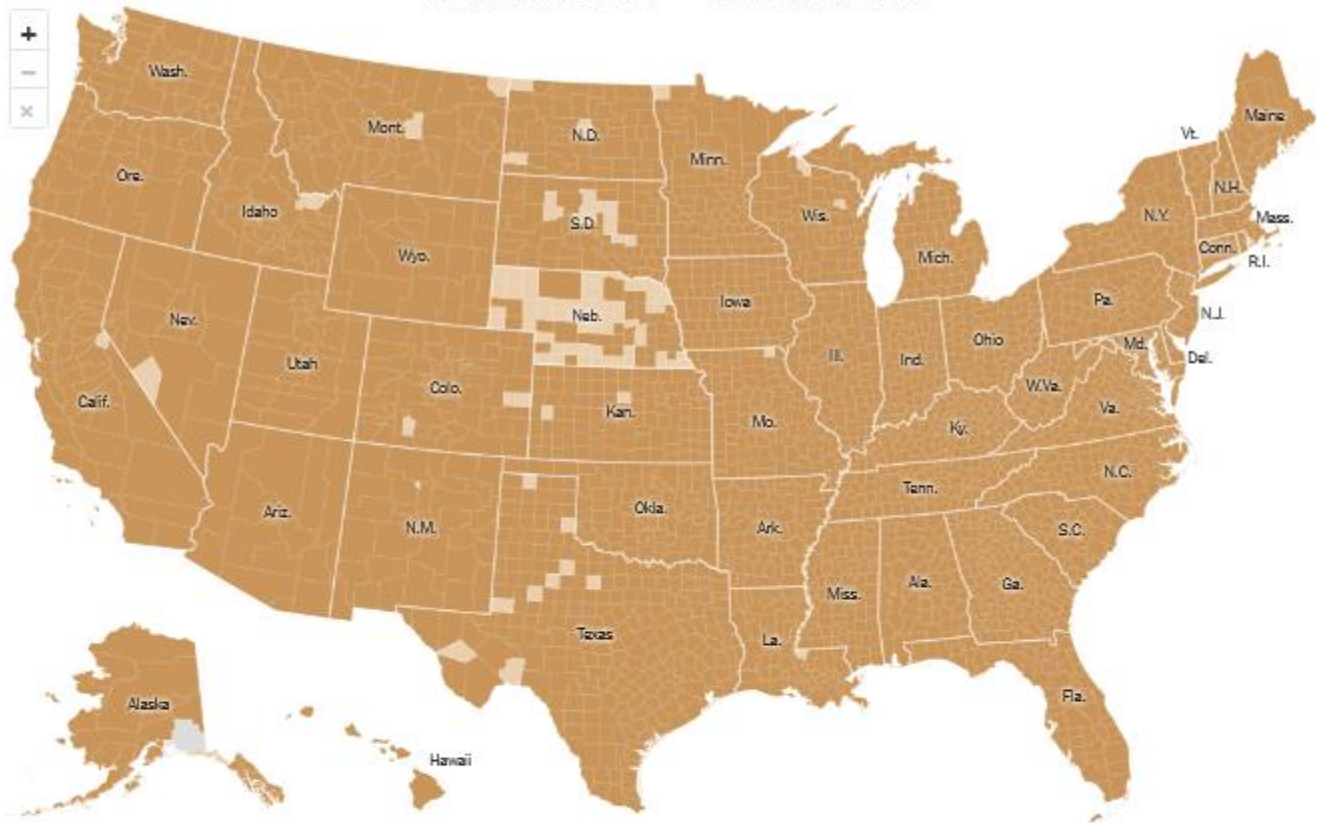 +
−
×
Wash.
Mont.
N.D.
Minn.
Vt.
Maine
Ore.
Idaho
S.D.
Wis.
N.Y.
N.H.
Mass.
Wyo.
Mich.
Conn.
R.I.
Nev.
Neb.
Iowa
Pa.
N.J.
Utah
Colo.
Ill.
Ind.
Ohio
Md.
Del.
Calif.
Kan.
Mo.
W.Va.
Va.
Ky.
N.C.
Ariz.
N.M.
Okla.
Ark.
Tenn.
S.C.
Miss.
Ala.
Ga.
Texas
La.
Fla.
Alaska
Hawaii